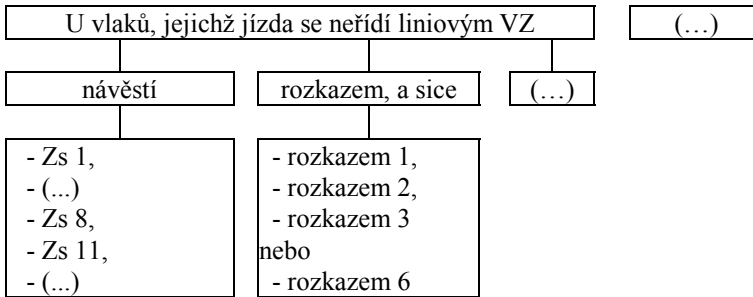 U vlaků, jejichž jízda se neřídí liniovým VZ
(…)
návěstí
rozkazem, a sice
(…)
- Zs 1,
- (...)
- Zs 8,
- Zs 11,
- (...)
- rozkazem 1,
- rozkazem 2,
- rozkazem 3
nebo
- rozkazem 6